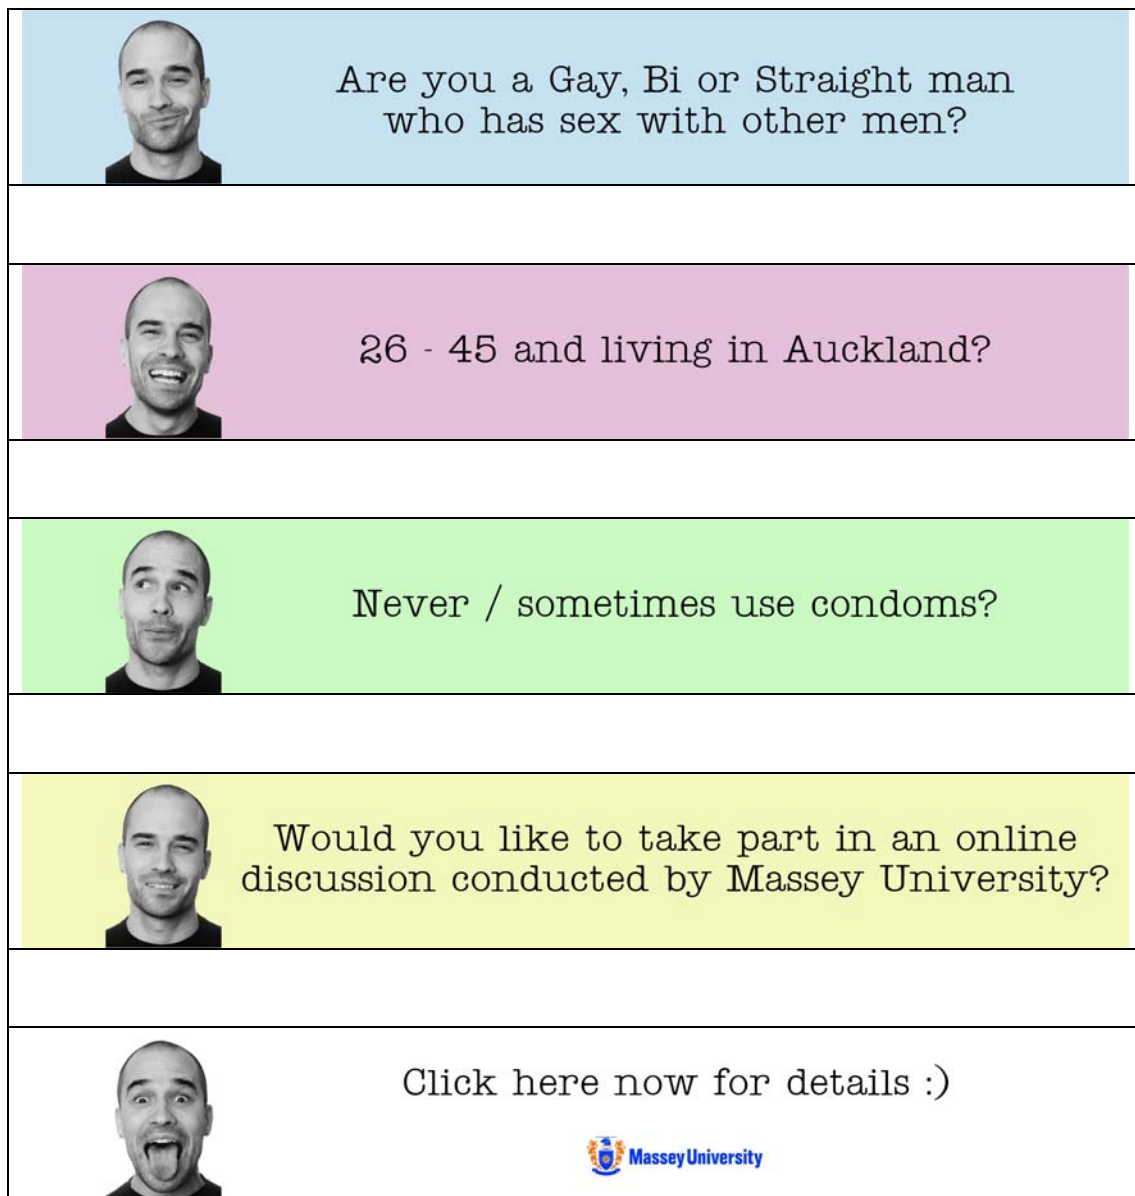 Are you a Gay, Bi or Straight man
who has sex with other men?
26 - 45 and living in Auckland?
Never / sometimes use condoms?
Would you like to take part in an online
discussion conducted by Massey University?
Click here now for details :)
Massey University